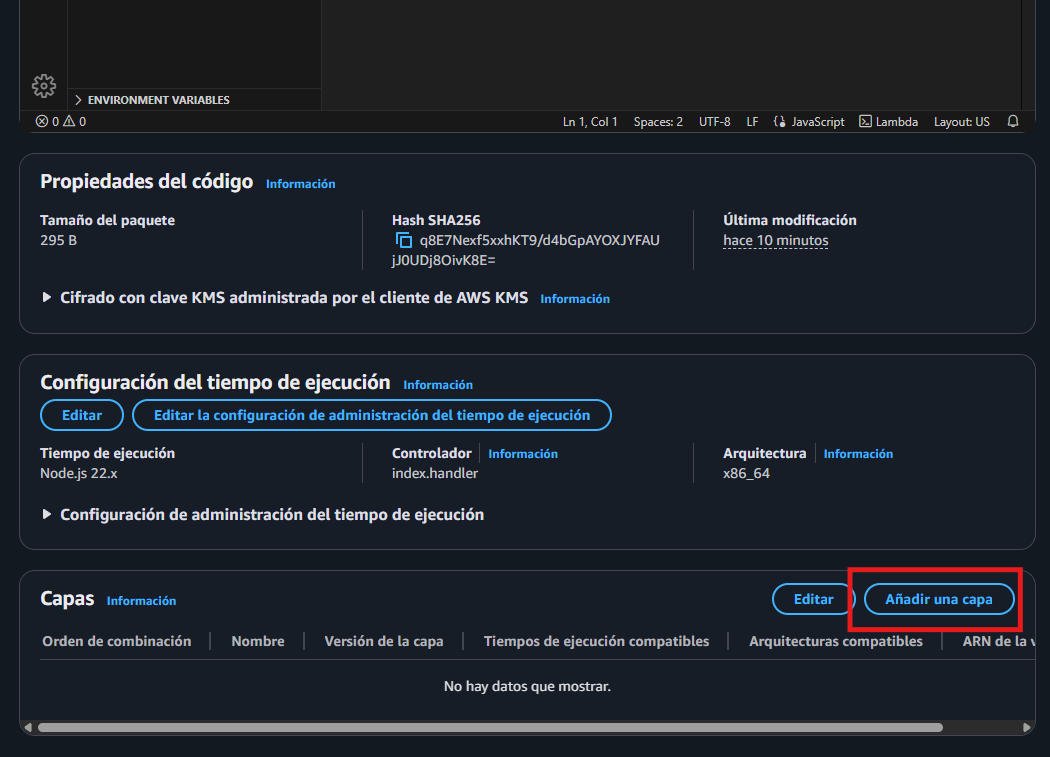 ENVIRONMENT VARIABLES
0 0 Ln 1, Col 1 Spaces: 2 UTF-8 LF JavaScript Lambda Layout: US
Propiedades del código Información
Tamaño del paquete
295 B
Hash SHA256
q8E7Nexf5xxhKT9/d4bGpAYOXJYFAU
jJ0UDj8OivK8E=
Última modificación
hace 10 minutos
Cifrado con clave KMS administrada por el cliente de AWS KMS Información
Configuración del tiempo de ejecución Información
Editar Editar la configuración de administración del tiempo de ejecución
Tiempo de ejecución
Node.js 22.x
Controlador Información
index.handler
Arquitectura Información
x86_64
Configuración de administración del tiempo de ejecución
Capas Información
Editar Añadir una capa
Orden de combinación Nombre Versión de la capa Tiempos de ejecución compatibles Arquitecturas compatibles ARN de la
No hay datos que mostrar.